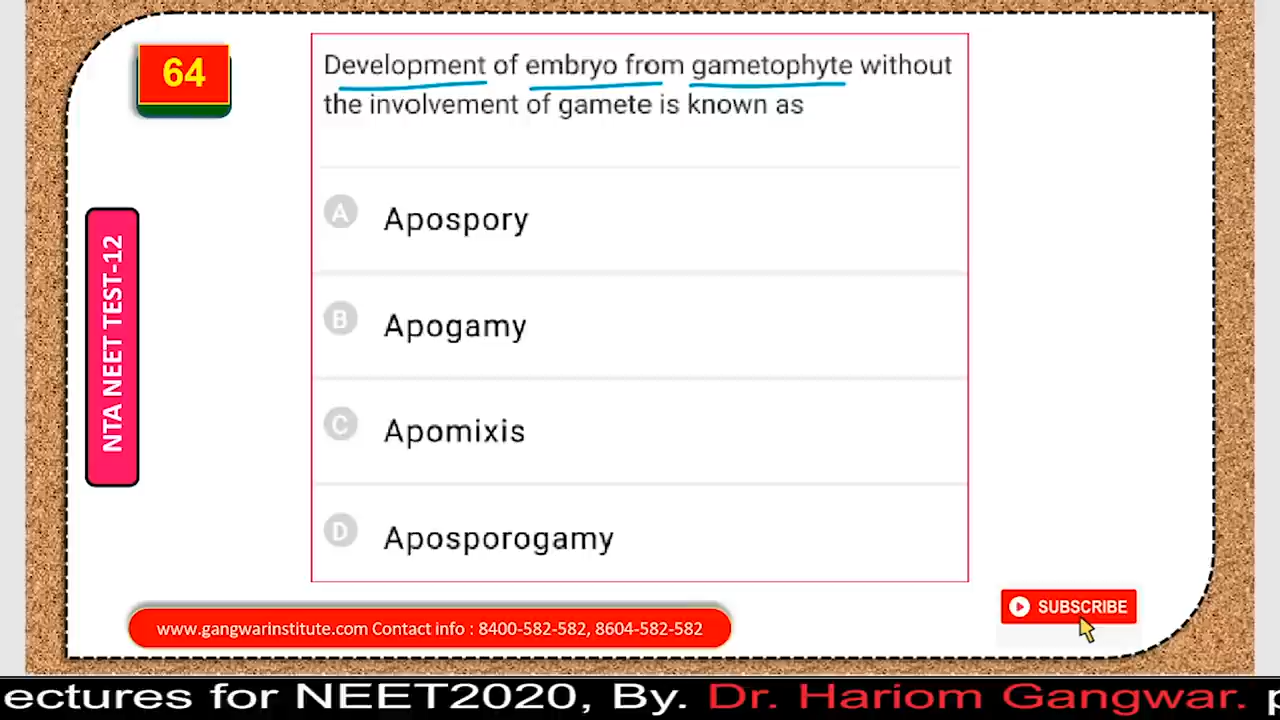 64
Development of embryo from gametophyte without
the involvement of gamete is known as
NTA NEET TEST-12
A Apospory
B Apogamy
C Apomixis
D Aposporogamy
SUBSCRIBE
www.gangwarinstitute.com Contact info : 8400-582-582, 8604-582-582
ectures for NEET2020, By. Dr. Hariom Gangwar. p